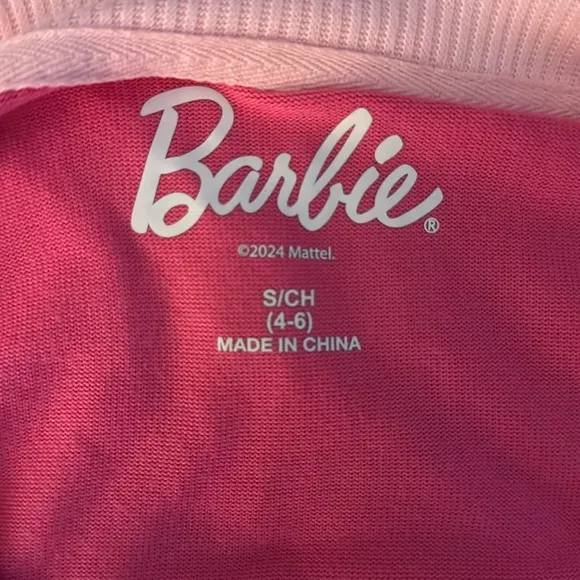 Barbie®
©2024 Mattel.
S/CH
(4-6)
MADE IN CHINA